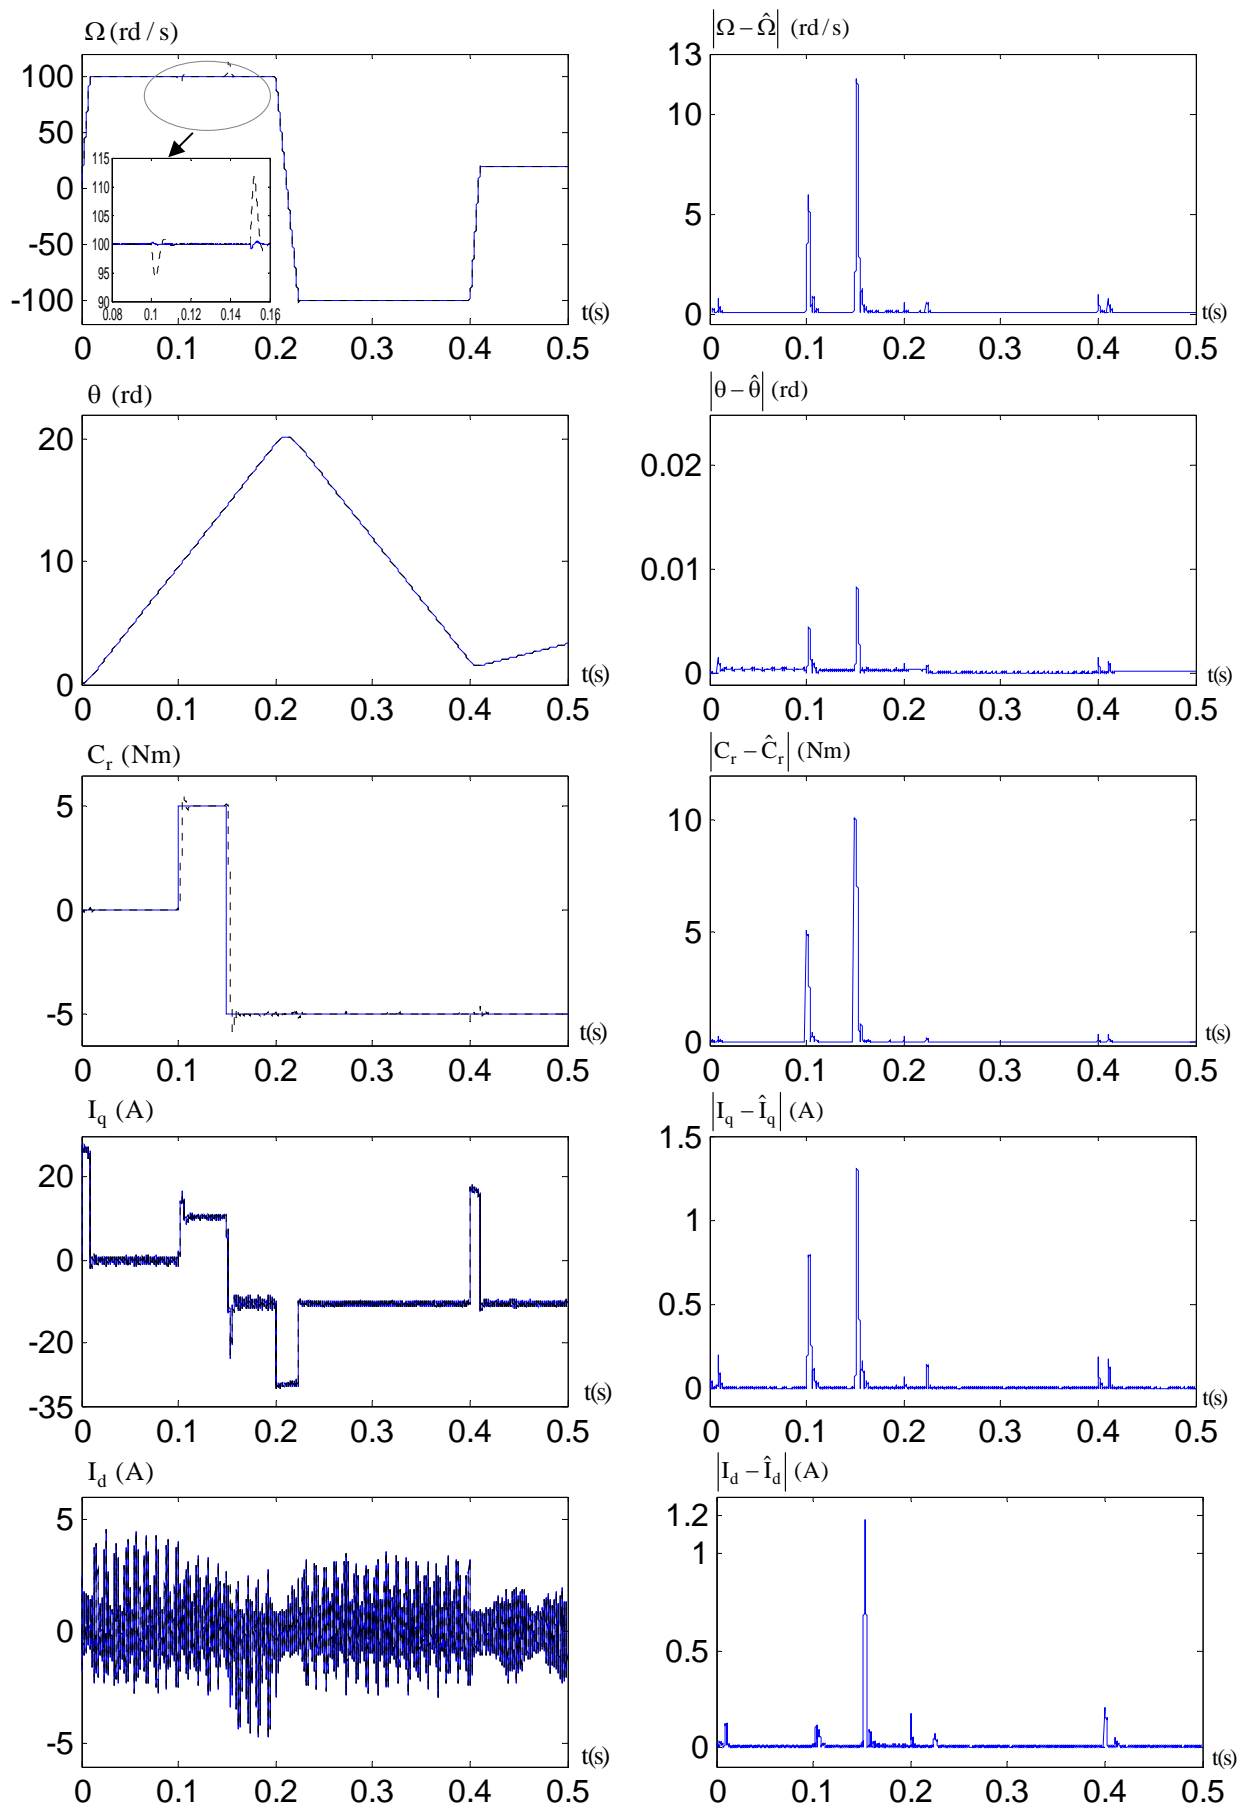 Ω (rd / s)
100
50
0
-50
-100
115
110
105
100
95
90
0.08 0.1 0.12 0.14 0.16
t(s)
0 0.1 0.2 0.3 0.4 0.5
|Ω – Ω̂| (rd / s)
13
10
5
0
t(s)
0 0.1 0.2 0.3 0.4 0.5
θ (rd)
20
10
0
t(s)
0 0.1 0.2 0.3 0.4 0.5
|θ – θ̂| (rd)
0.02
0.01
0
t(s)
0 0.1 0.2 0.3 0.4 0.5
C_r (Nm)
5
0
-5
t(s)
0 0.1 0.2 0.3 0.4 0.5
|C_r – Ĉ_r| (Nm)
10
5
0
t(s)
0 0.1 0.2 0.3 0.4 0.5
I_q (A)
20
0
-20
-35
t(s)
0 0.1 0.2 0.3 0.4 0.5
|I_q – Î_q| (A)
1.5
1
0.5
0
t(s)
0 0.1 0.2 0.3 0.4 0.5
I_d (A)
5
0
-5
t(s)
0 0.1 0.2 0.3 0.4 0.5
|I_d – Î_d| (A)
1.2
1
0.5
0
t(s)
0 0.1 0.2 0.3 0.4 0.5